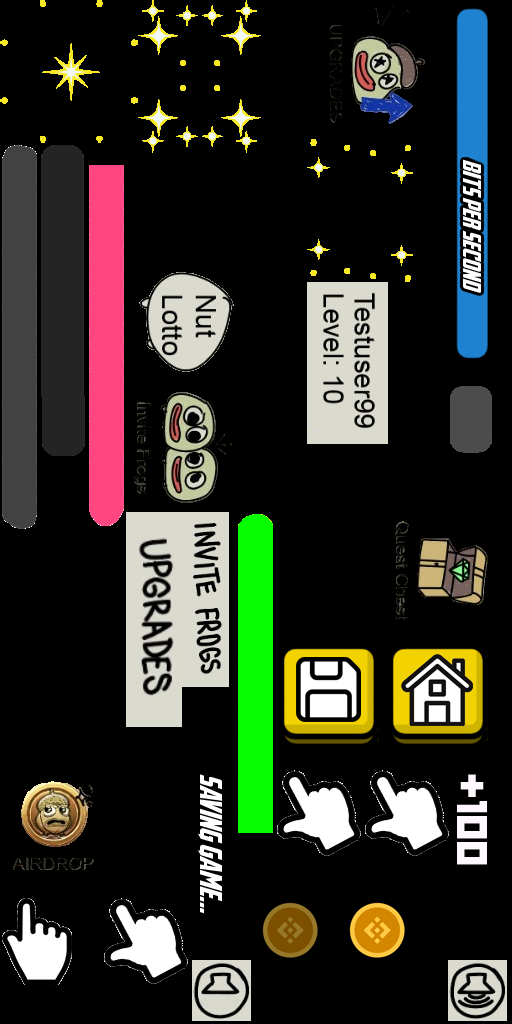 UPGRADES
BITS PER SECOND
Testuser99
Level: 10
Nut
Lotto
Invite Frogs
Quest Chest
INVITE FROGS
UPGRADES
+100
SAVING GAME...
AIRDROP